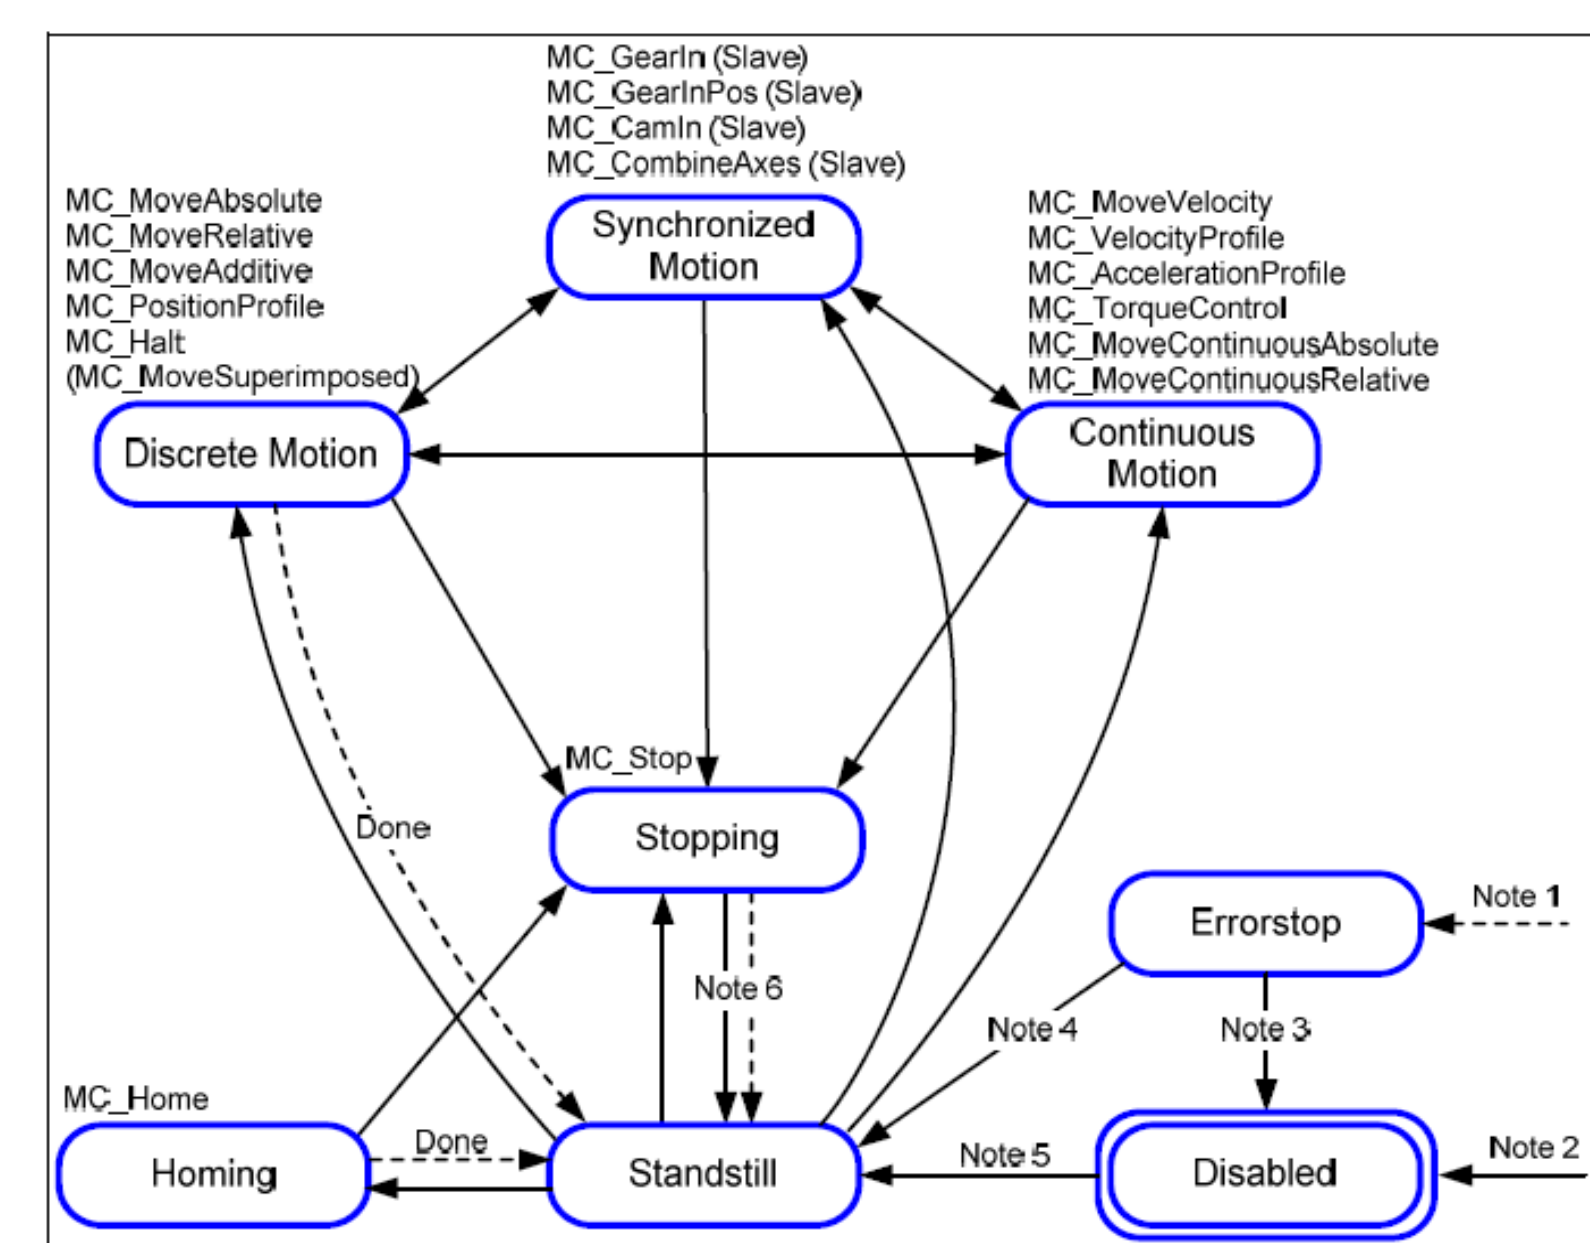 MC_GearIn (Slave)
MC_GearInPos (Slave)
MC_CamIn (Slave)
MC_CombineAxes (Slave)
Synchronized
Motion
MC_MoveAbsolute
MC_MoveRelative
MC_MoveAdditive
MC_PositionProfile
MC_Halt
(MC_MoveSuperimposed)
Discrete Motion
MC_MoveVelocity
MC_VelocityProfile
MC_AccelerationProfile
MC_TorqueControl
MC_MoveContinuousAbsolute
MC_MoveContinuousRelative
Continuous
Motion
MC_Stop
Stopping
Done
Note 6
Errorstop
Note 1
Note 4
Note 3
MC_Home
Homing
Done
Standstill
Note 5
Disabled
Note 2